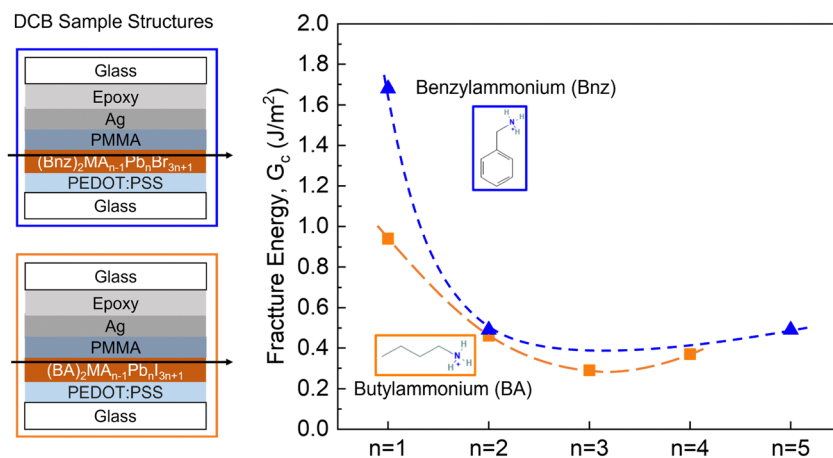 DCB Sample Structures
Glass
Epoxy
Ag
PMMA
(Bnz)₂MAₙ₋₁PbₙBr₃ₙ₊₁
PEDOT:PSS
Glass
Glass
Epoxy
Ag
PMMA
(BA)₂MAₙ₋₁PbₙI₃ₙ₊₁
PEDOT:PSS
Glass
Fractture Energy, G_c (J/m²)
2.0
1.8
1.6
1.4
1.2
1.0
0.8
0.6
0.4
0.2
0.0
Benzylammonium (Bnz)
H
N
H
+
H
N
+
H
H
H
Butylammonium (BA)
n=1 n=2 n=3 n=4 n=5